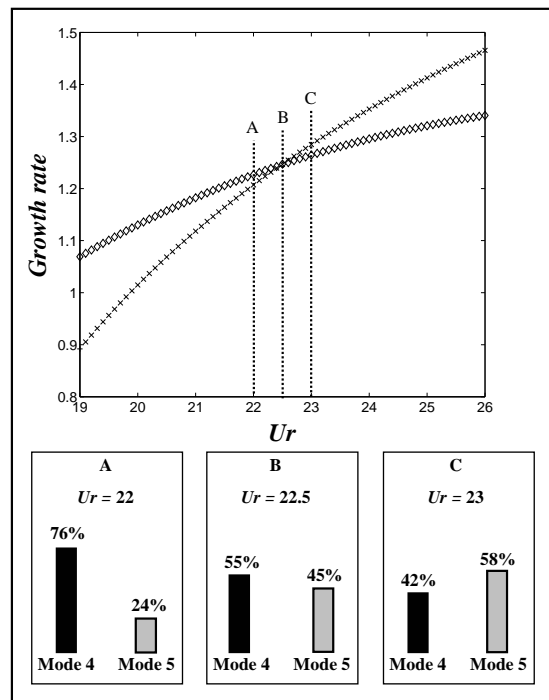 1.5
1.4
1.3
1.2
1.1
1
0.9
0.8
Growth rate
A
B
C
19 20 21 22 23 24 25 26
Ur
A
Ur = 22
76%
24%
Mode 4 Mode 5
B
Ur = 22.5
55%
45%
Mode 4 Mode 5
C
Ur = 23
42%
58%
Mode 4 Mode 5